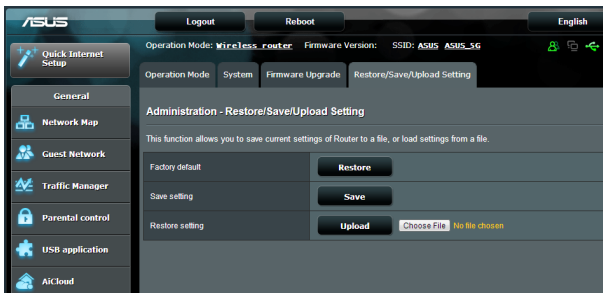 ASUS
Logout Reboot English
Quick Internet Setup
Operation Mode: Wireless router Firmware Version: SSID: ASUS ASUS_5G
Operation Mode System Firmware Upgrade Restore/Save/Upload Setting
General
Network Map
Guest Network
Traffic Manager
Parental control
USB application
AiCloud
Administration - Restore/Save/Upload Setting
This function allows you to save current settings of Router to a file, or load settings from a file.
Factory default Restore
Save setting Save
Restore setting Upload Choose File No file chosen